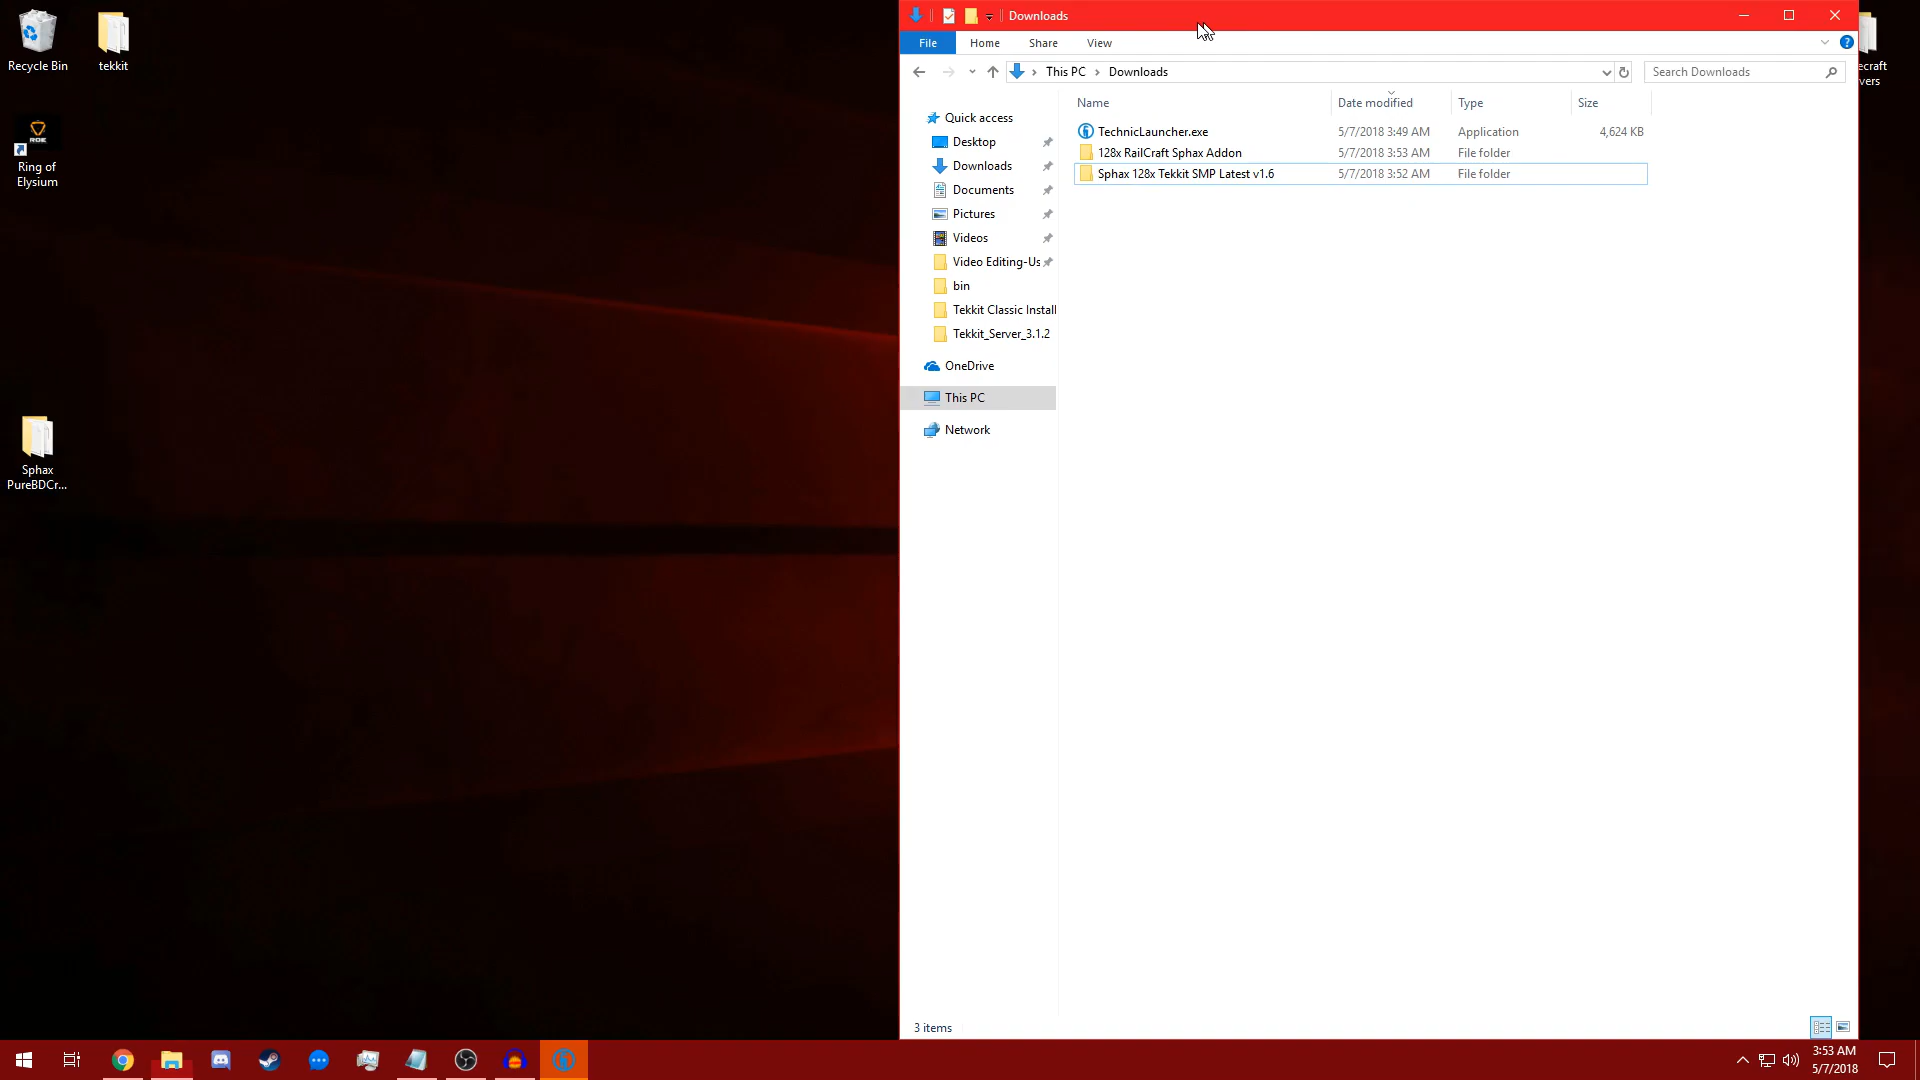 Recycle Bin
tekkit
ROE
Ring of
Elysium
Sphax
PureBDCr...
Downloads
File
Home
Share
View
This PC
Downloads
Search Downloads
Name
Date modified
Type
Size
TechnicLauncher.exe
5/7/2018 3:49 AM
Application
4,624 KB
128x RailCraft Sphax Addon
5/7/2018 3:53 AM
File folder
Sphax 128x Tekkit SMP Latest v1.6
5/7/2018 3:52 AM
File folder
Quick access
Desktop
Downloads
Documents
Pictures
Videos
Video Editing-Us
bin
Tekkit Classic Install
Tekkit_Server_3.1.2
OneDrive
This PC
Network
3 items
ecraft
vers
3:53 AM
5/7/2018